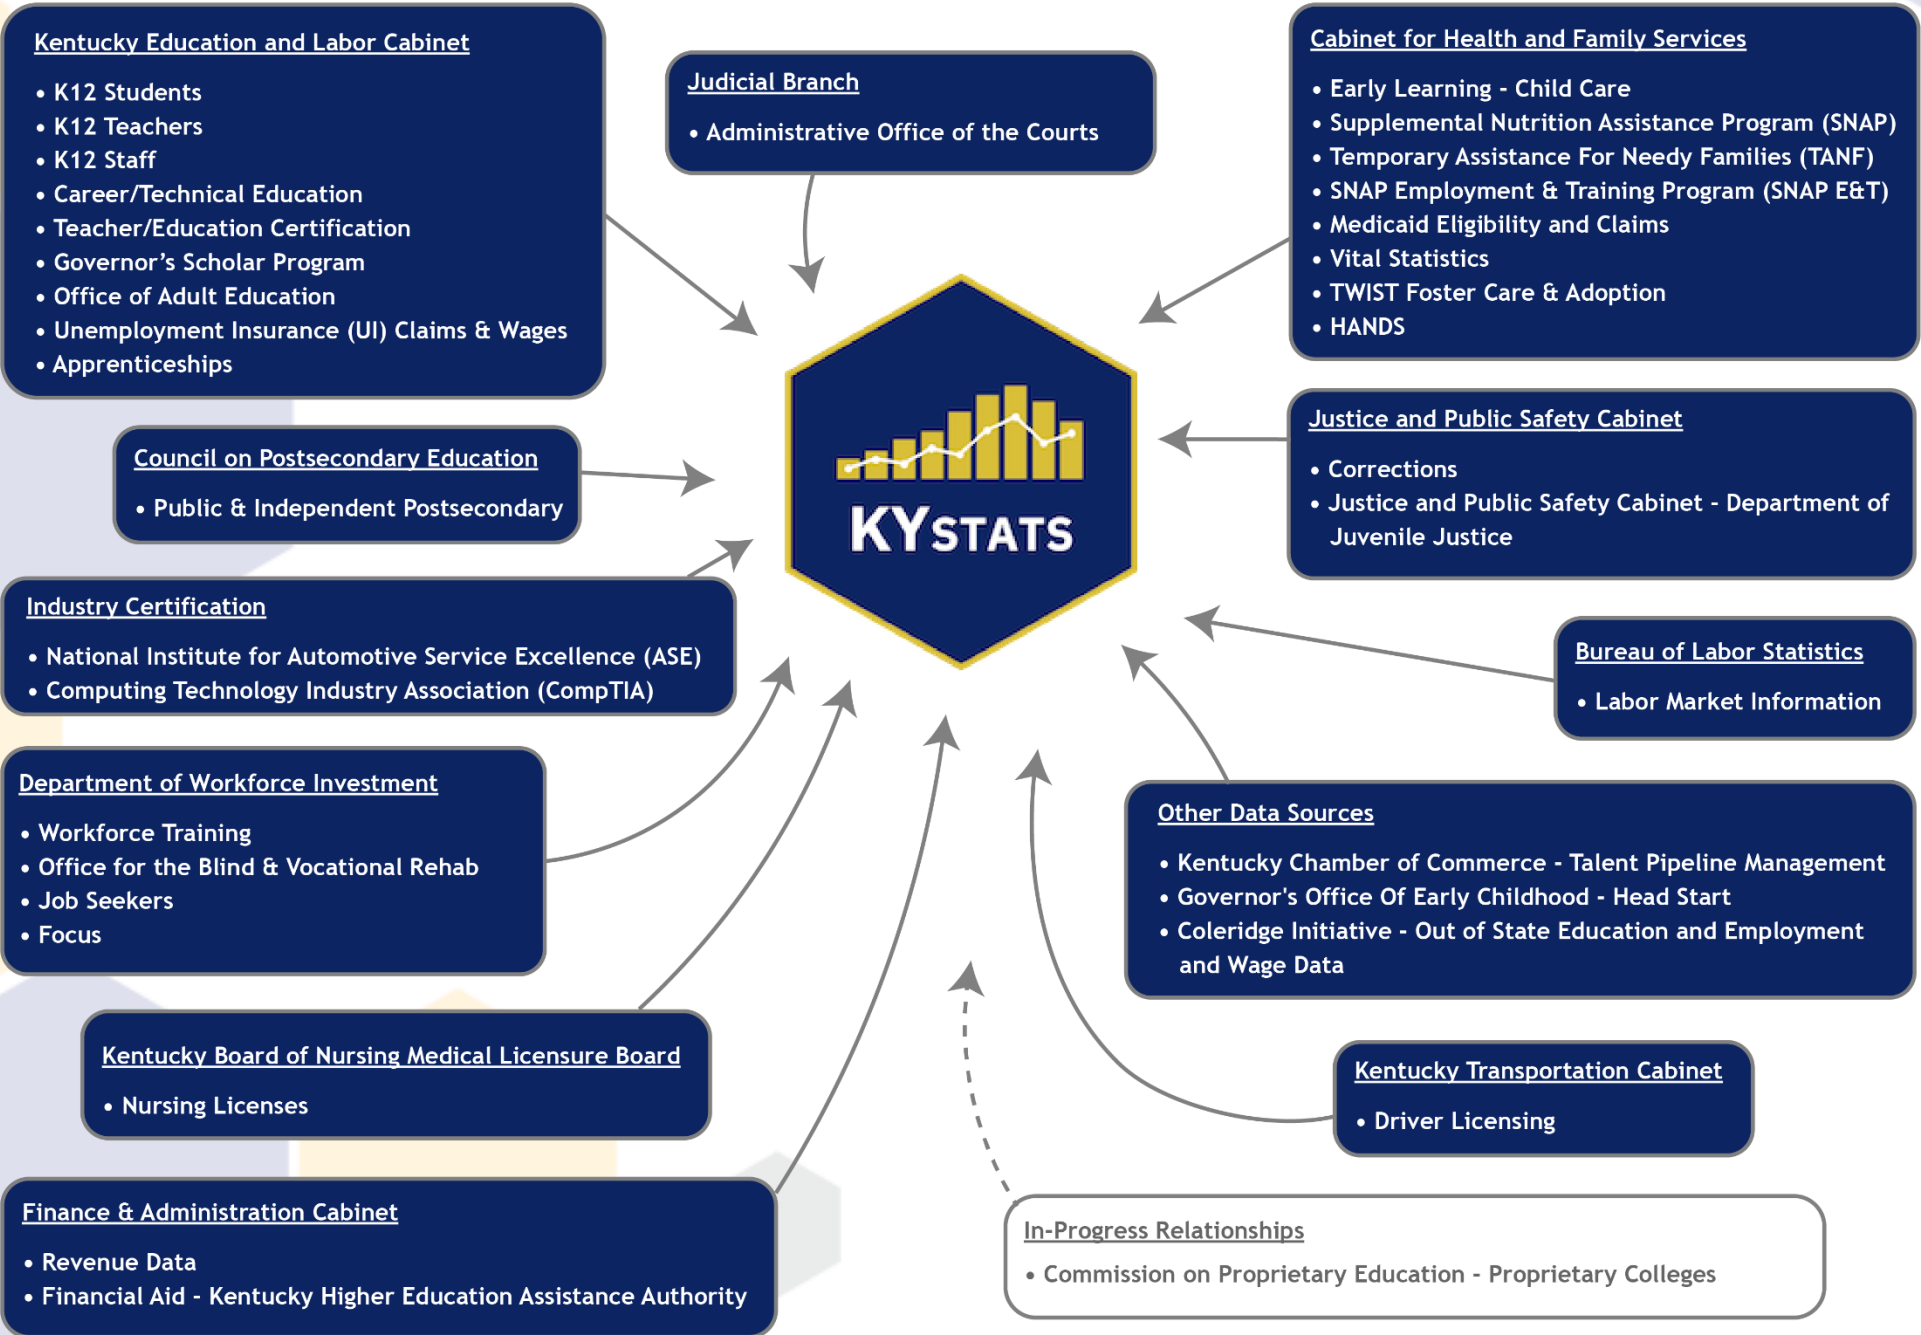 Kentucky Education and Labor Cabinet
• K12 Students
• K12 Teachers
• K12 Staff
• Career/Technical Education
• Teacher/Education Certification
• Governor’s Scholar Program
• Office of Adult Education
• Unemployment Insurance (UI) Claims & Wages
• Apprenticeships
Judicial Branch
• Administrative Office of the Courts
Cabinet for Health and Family Services
• Early Learning - Child Care
• Supplemental Nutrition Assistance Program (SNAP)
• Temporary Assistance For Needy Families (TANF)
• SNAP Employment & Training Program (SNAP E&T)
• Medicaid Eligibility and Claims
• Vital Statistics
• TWIST Foster Care & Adoption
• HANDS
Council on Postsecondary Education
• Public & Independent Postsecondary
KYSTATS
Justice and Public Safety Cabinet
• Corrections
• Justice and Public Safety Cabinet - Department of
Juvenile Justice
Industry Certification
• National Institute for Automotive Service Excellence (ASE)
• Computing Technology Industry Association (CompTIA)
Bureau of Labor Statistics
• Labor Market Information
Department of Workforce Investment
• Workforce Training
• Office for the Blind & Vocational Rehab
• Job Seekers
• Focus
Other Data Sources
• Kentucky Chamber of Commerce - Talent Pipeline Management
• Governor's Office Of Early Childhood - Head Start
• Coleridge Initiative - Out of State Education and Employment
and Wage Data
Kentucky Board of Nursing Medical Licensure Board
• Nursing Licenses
Kentucky Transportation Cabinet
• Driver Licensing
Finance & Administration Cabinet
• Revenue Data
• Financial Aid - Kentucky Higher Education Assistance Authority
In-Progress Relationships
• Commission on Proprietary Education - Proprietary Colleges